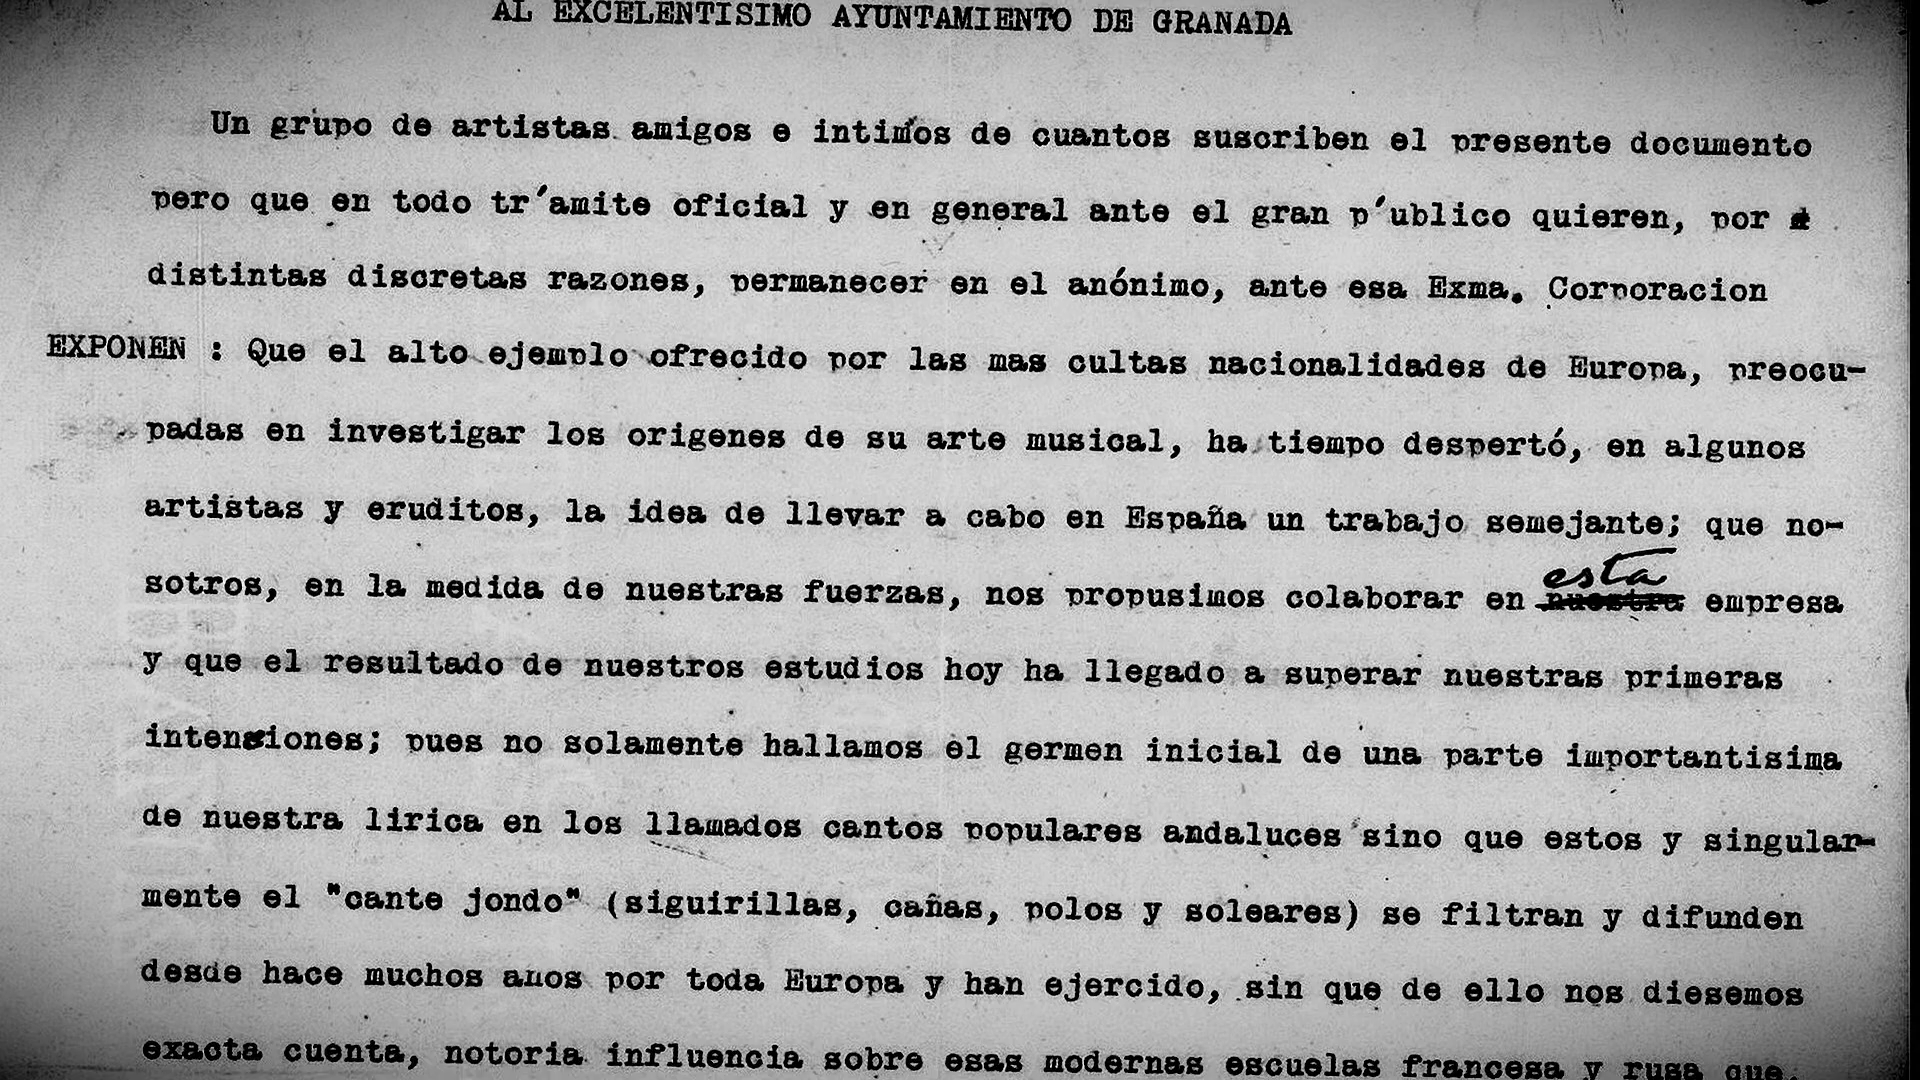 AL EXCELENTISIMO AYUNTAMIENTO DE GRANADA
Un grupo de artistas amigos e intimos de cuantos suscriben el presente documento
pero que en todo tr´amite oficial y en general ante el gran p´ublico quieren, por
distintas discretas razones, permanecer en el anónimo, ante esa Exma. Corporacion
EXPONEN : Que el alto ejemplo ofrecido por las mas cultas nacionalidades de Europa, preocu-
padas en investigar los origenes de su arte musical, ha tiempo despertó, en algunos
artistas y eruditos, la idea de llevar a cabo en España un trabajo semejante; que no-
esta
sotros, en la medida de nuestras fuerzas, nos propusimos colaborar en nuestra empresa
y que el resultado de nuestros estudios hoy ha llegado a superar nuestras primeras
intensiones; pues no solamente hallamos el germen inicial de una parte importantisima
de nuestra lirica en los llamados cantos populares andaluces sino que estos y singular-
mente el "cante jondo" (siguirillas, cañas, polos y soleares) se filtran y difunden
desde hace muchos anos por toda Europa y han ejercido, sin que de ello nos diesemos
exacta cuenta, notoria influencia sobre esas modernas escuelas francesa y rusa que,